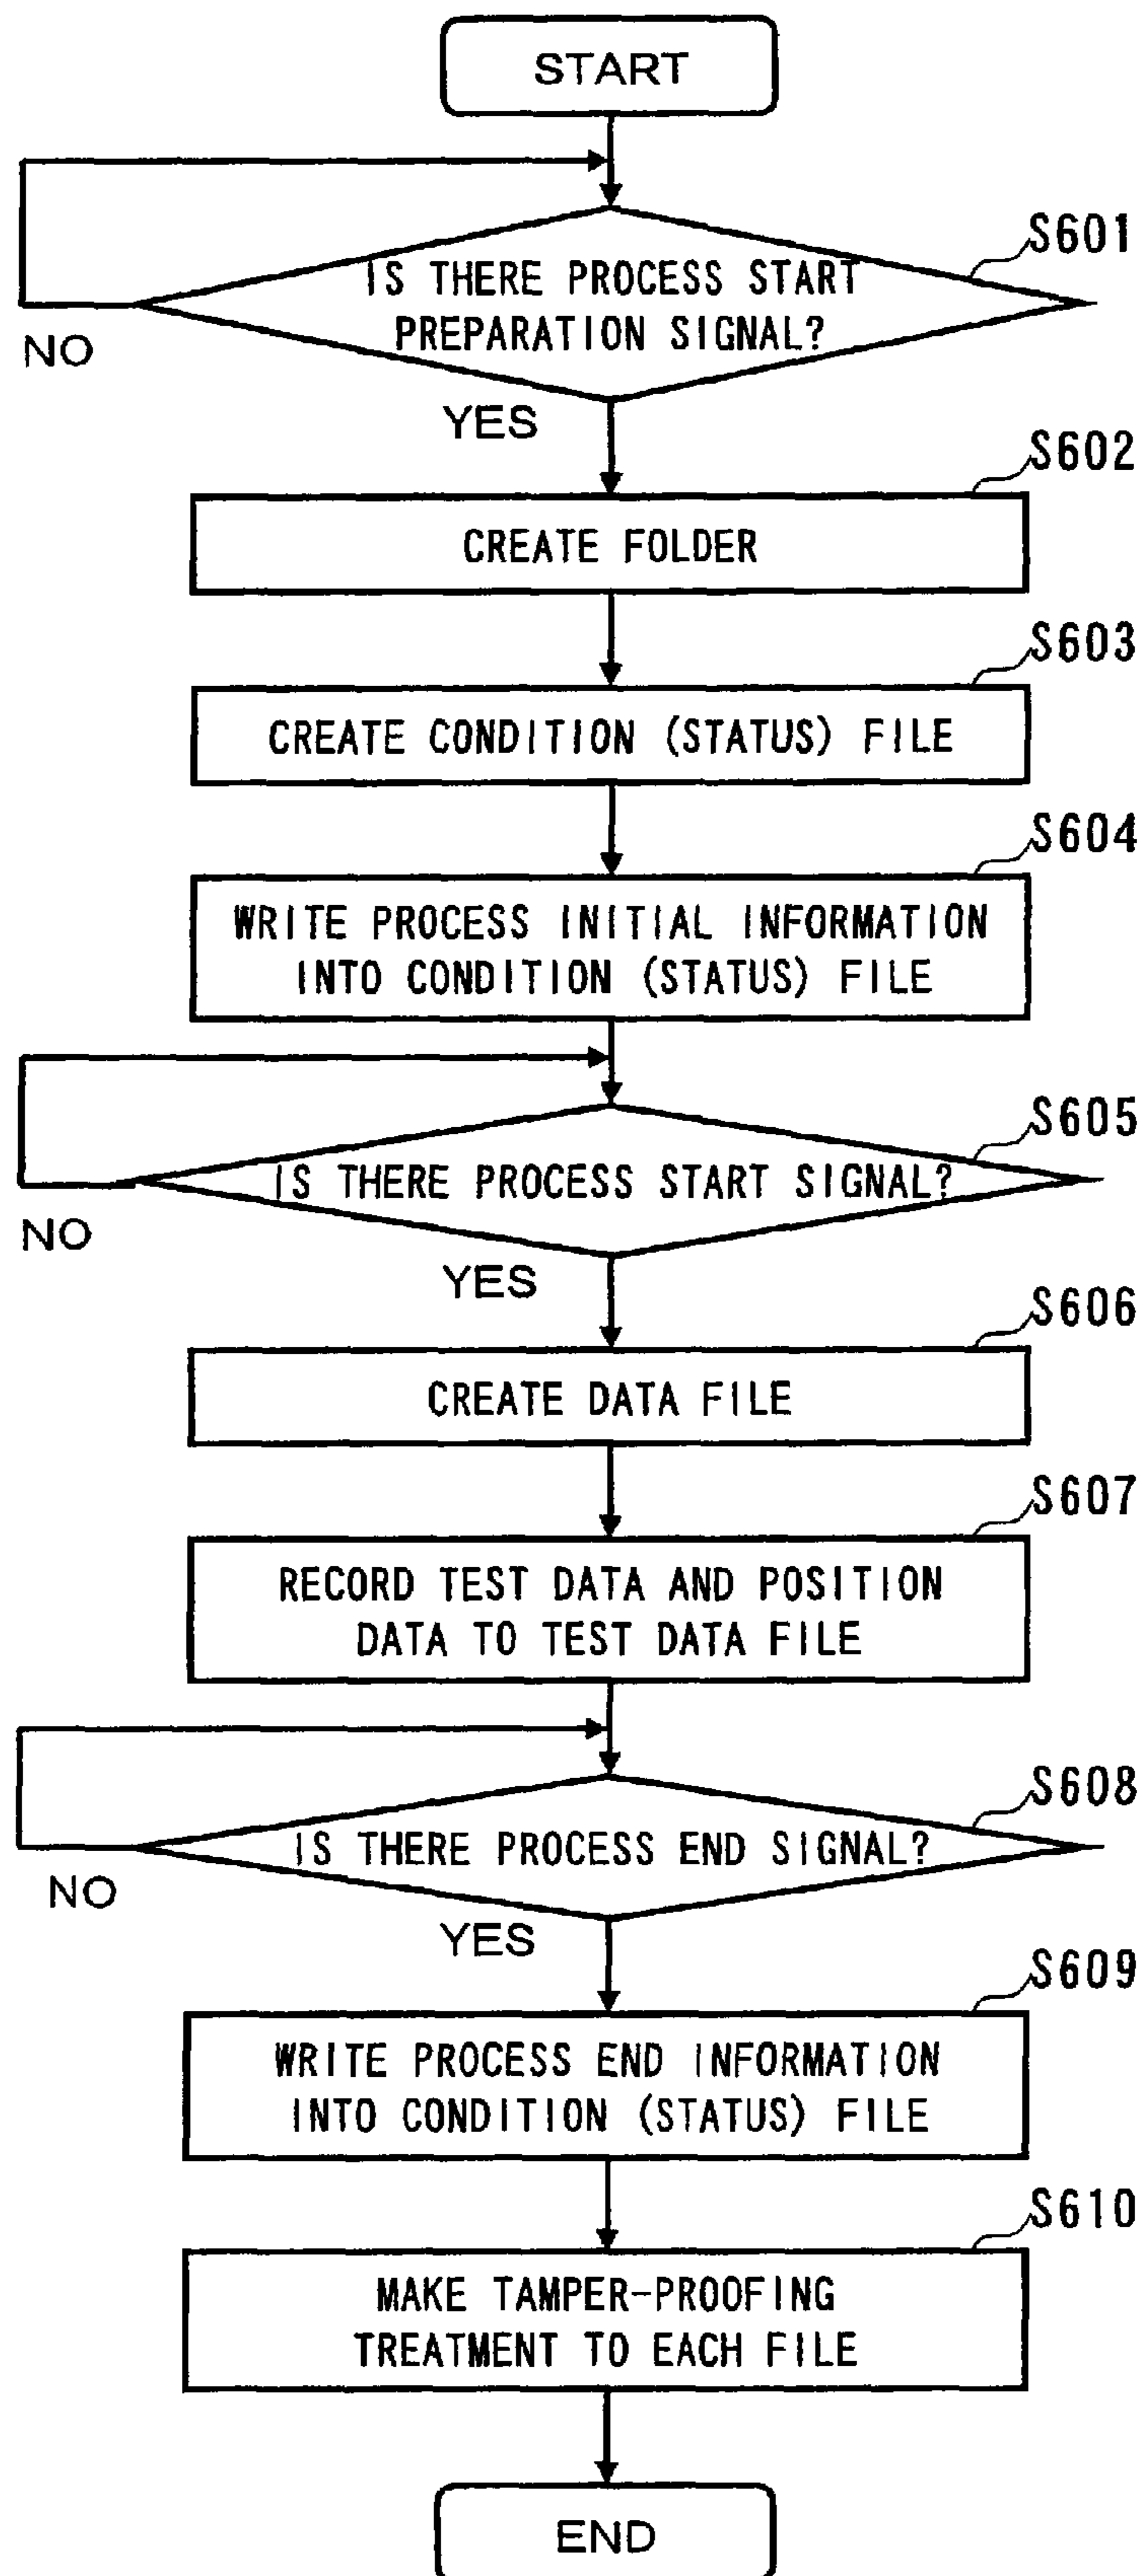 START
S601
IS THERE PROCESS START
PREPARATION SIGNAL?
NO
YES
S602
CREATE FOLDER
S603
CREATE CONDITION (STATUS) FILE
S604
WRITE PROCESS INITIAL INFORMATION
INTO CONDITION (STATUS) FILE
S605
IS THERE PROCESS START SIGNAL?
NO
YES
S606
CREATE DATA FILE
S607
RECORD TEST DATA AND POSITION
DATA TO TEST DATA FILE
S608
IS THERE PROCESS END SIGNAL?
NO
YES
S609
WRITE PROCESS END INFORMATION
INTO CONDITION (STATUS) FILE
S610
MAKE TAMPER-PROOFING
TREATMENT TO EACH FILE
END